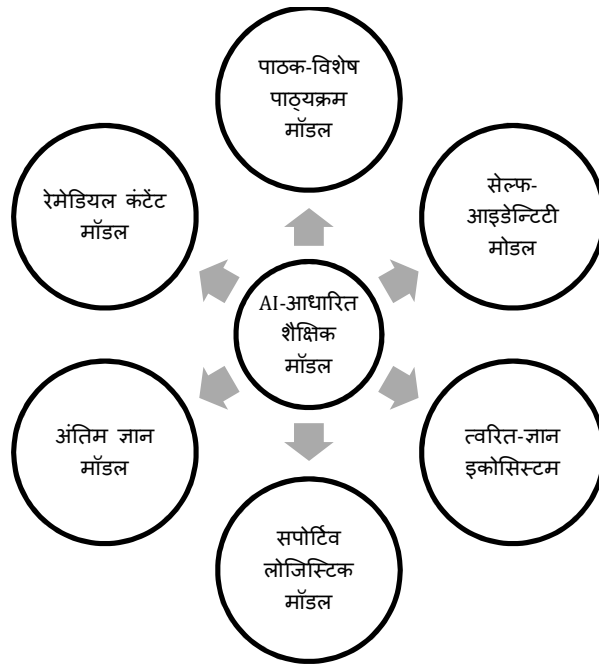 पाठक-विशेष
पाठ्यक्रम
मॉडल
सेल्फ-
आइडेन्टिटी
मोडल
त्वरित-ज्ञान
इकोसिस्टम
सपोर्टिव
लोजिस्टिक
मॉडल
अंतिम ज्ञान
मॉडल
रेमेडियल कंटेंट
मॉडल
AI-आधारित
शैक्षिक
मॉडल